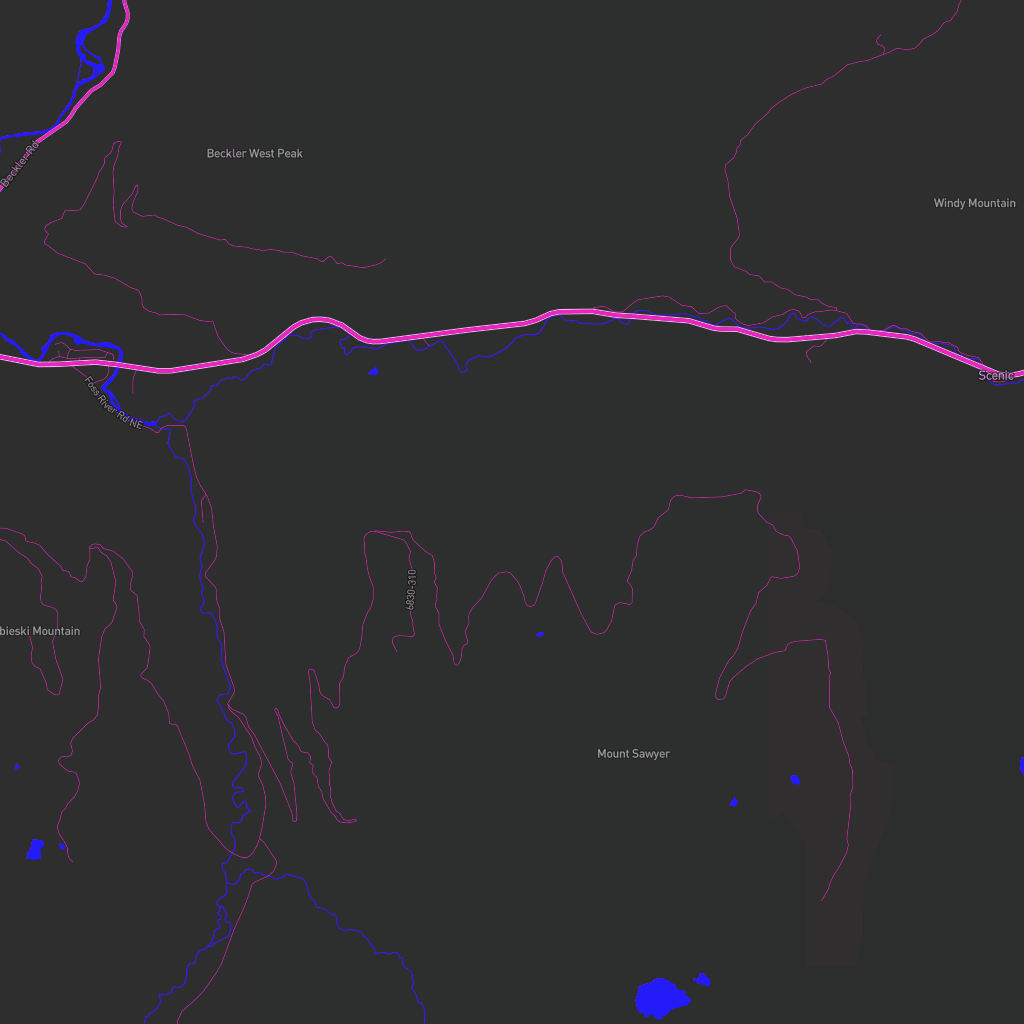 Beckler Rd
Beckler West Peak
Windy Mountain
Scenic
Foss River Rd NE
6830-310
bieski Mountain
Mount Sawyer